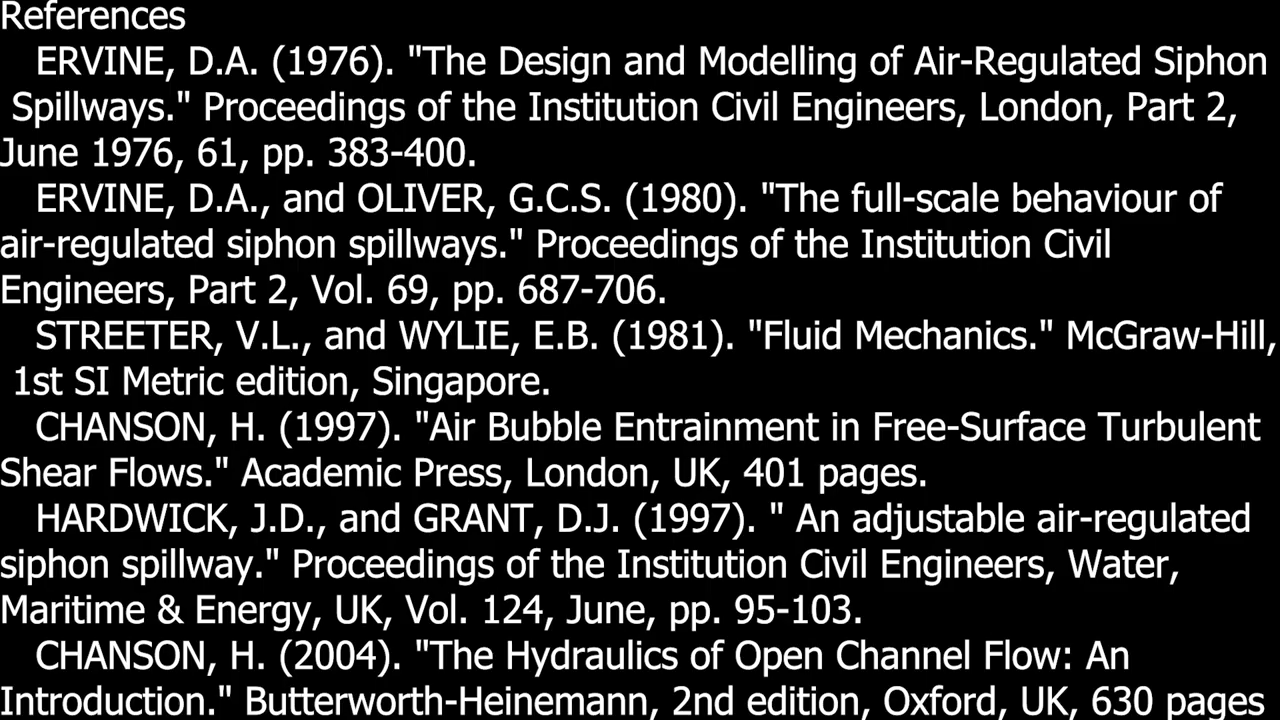 References
ERVINE, D.A. (1976). "The Design and Modelling of Air-Regulated Siphon
Spillways." Proceedings of the Institution Civil Engineers, London, Part 2,
June 1976, 61, pp. 383-400.
ERVINE, D.A., and OLIVER, G.C.S. (1980). "The full-scale behaviour of
air-regulated siphon spillways." Proceedings of the Institution Civil
Engineers, Part 2, Vol. 69, pp. 687-706.
STREETER, V.L., and WYLIE, E.B. (1981). "Fluid Mechanics." McGraw-Hill,
1st SI Metric edition, Singapore.
CHANSON, H. (1997). "Air Bubble Entrainment in Free-Surface Turbulent
Shear Flows." Academic Press, London, UK, 401 pages.
HARDWICK, J.D., and GRANT, D.J. (1997). " An adjustable air-regulated
siphon spillway." Proceedings of the Institution Civil Engineers, Water,
Maritime & Energy, UK, Vol. 124, June, pp. 95-103.
CHANSON, H. (2004). "The Hydraulics of Open Channel Flow: An
Introduction." Butterworth-Heinemann, 2nd edition, Oxford, UK, 630 pages